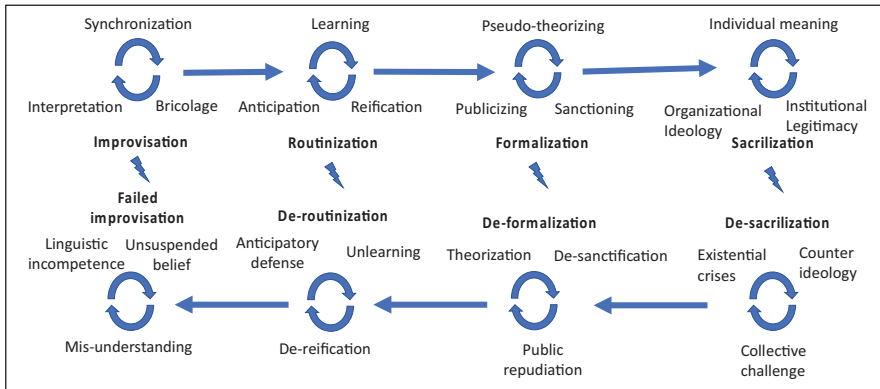 Synchronization
Learning
Pseudo-theorizing
Individual meaning
Interpretation
Bricolage
Anticipation
Reification
Publicizing
Sanctioning
Organizational
Ideology
Institutional
Legitimacy
Improvisation
Routinization
Formalization
Sacrilization
Failed
improvisation
De-routinization
De-formalization
De-sacrilization
Linguistic
incompetence
Unsuspended
belief
Anticipatory
defense
Unlearning
Theorization
De-sanctification
Existential
crises
Counter
ideology
Mis-understanding
De-reification
Public
repudiation
Collective
challenge